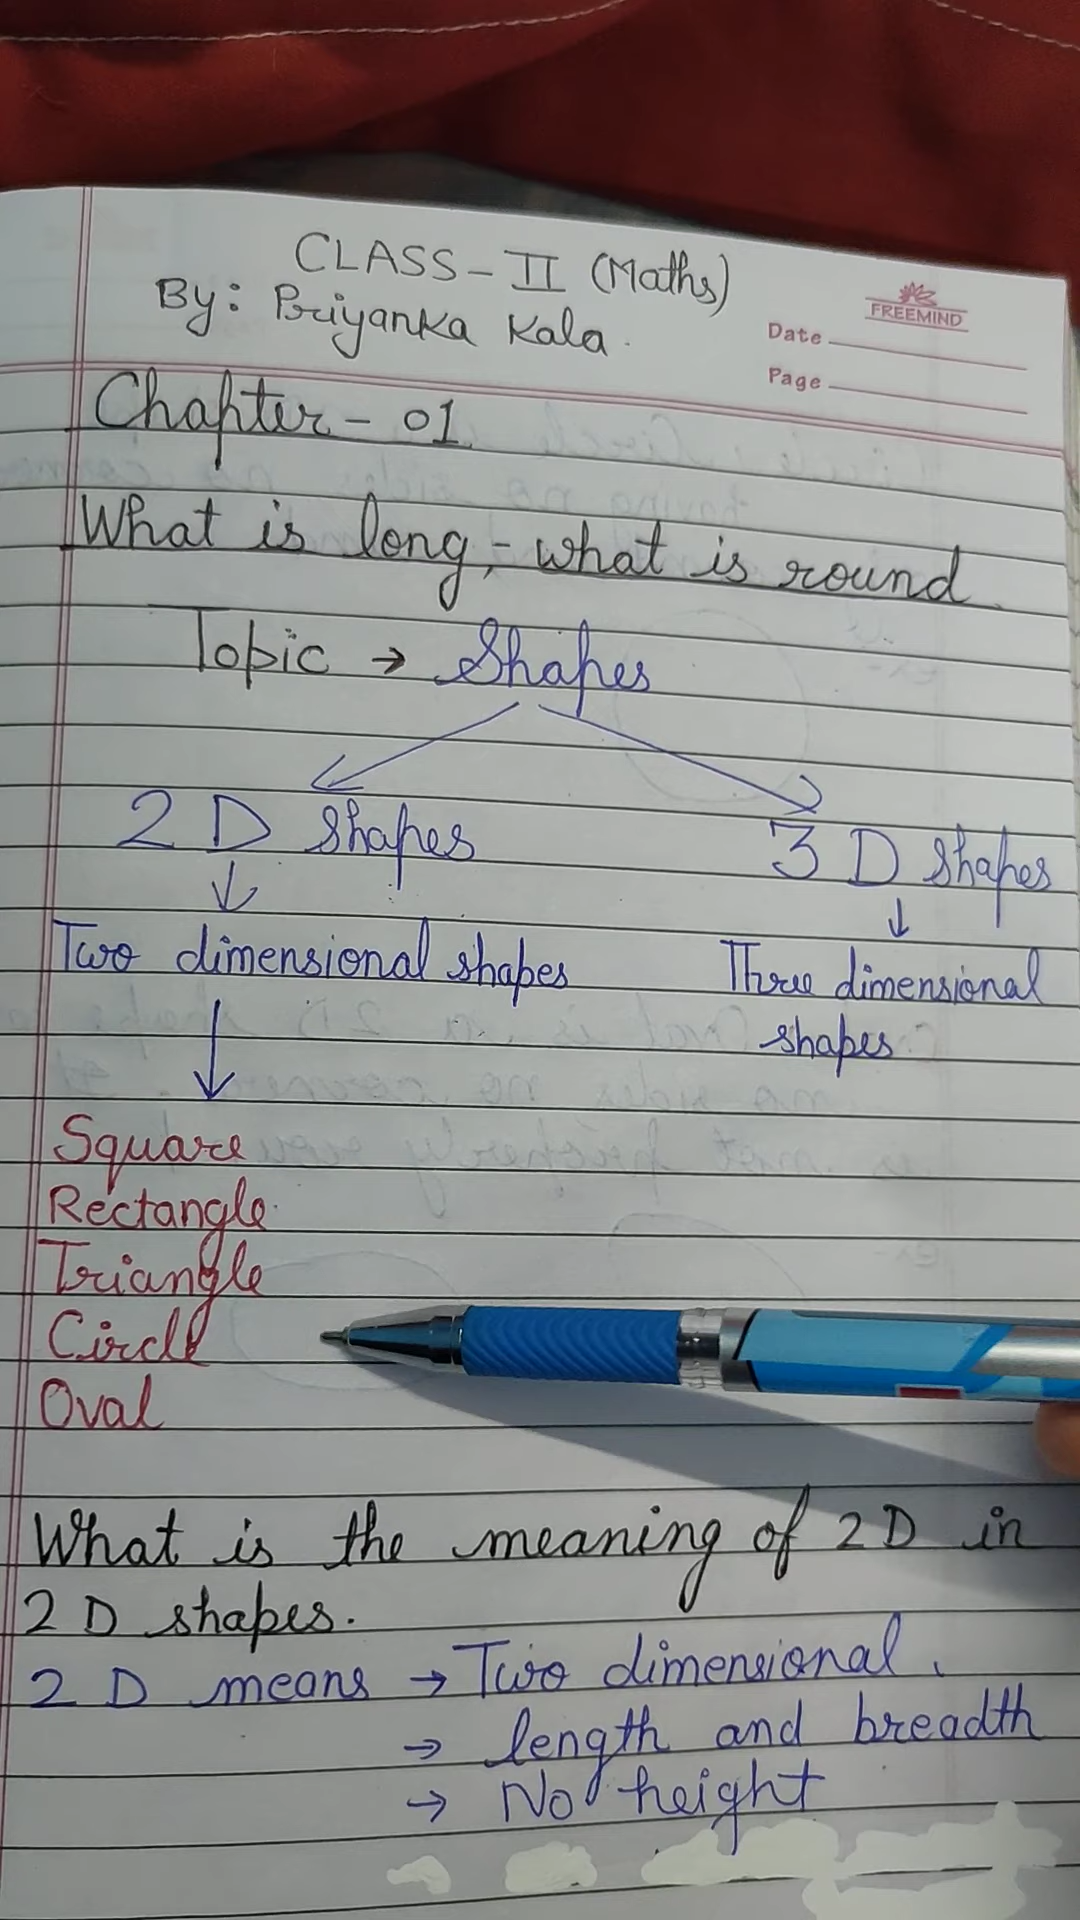 CLASS - II (Maths)
By: Priyanka Kala.
FREEMIND
Date
Page
Chapter - 01
What is long, - what is round.
Topic → Shapes
2 D shapes
3 D shapes
Two dimensional shapes
Three dimensional
shapes
Square
Rectangle
Triangle
Circle
Oval
What is the meaning of 2 D in
2 D shapes.
2 D means → Two dimensional.
→ length and breadth
→ No height